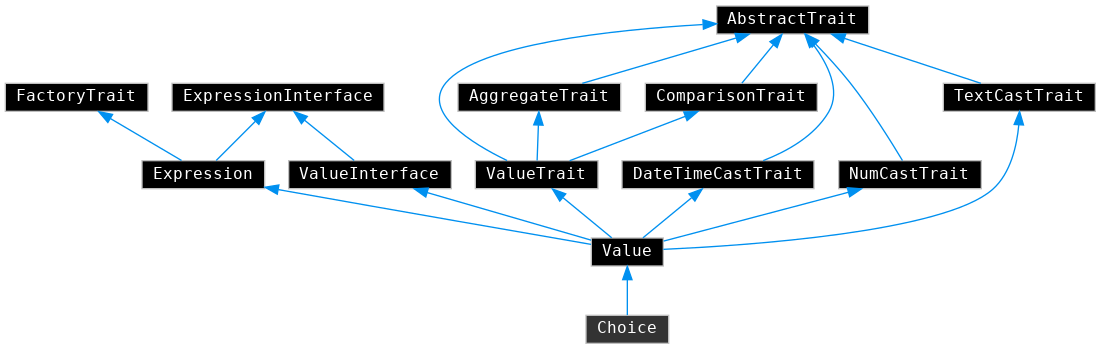 AbstractTrait
FactoryTrait
ExpressionInterface
AggregateTrait
ComparisonTrait
TextCastTrait
Expression
ValueInterface
ValueTrait
DateTimeCastTrait
NumCastTrait
Value
Choice